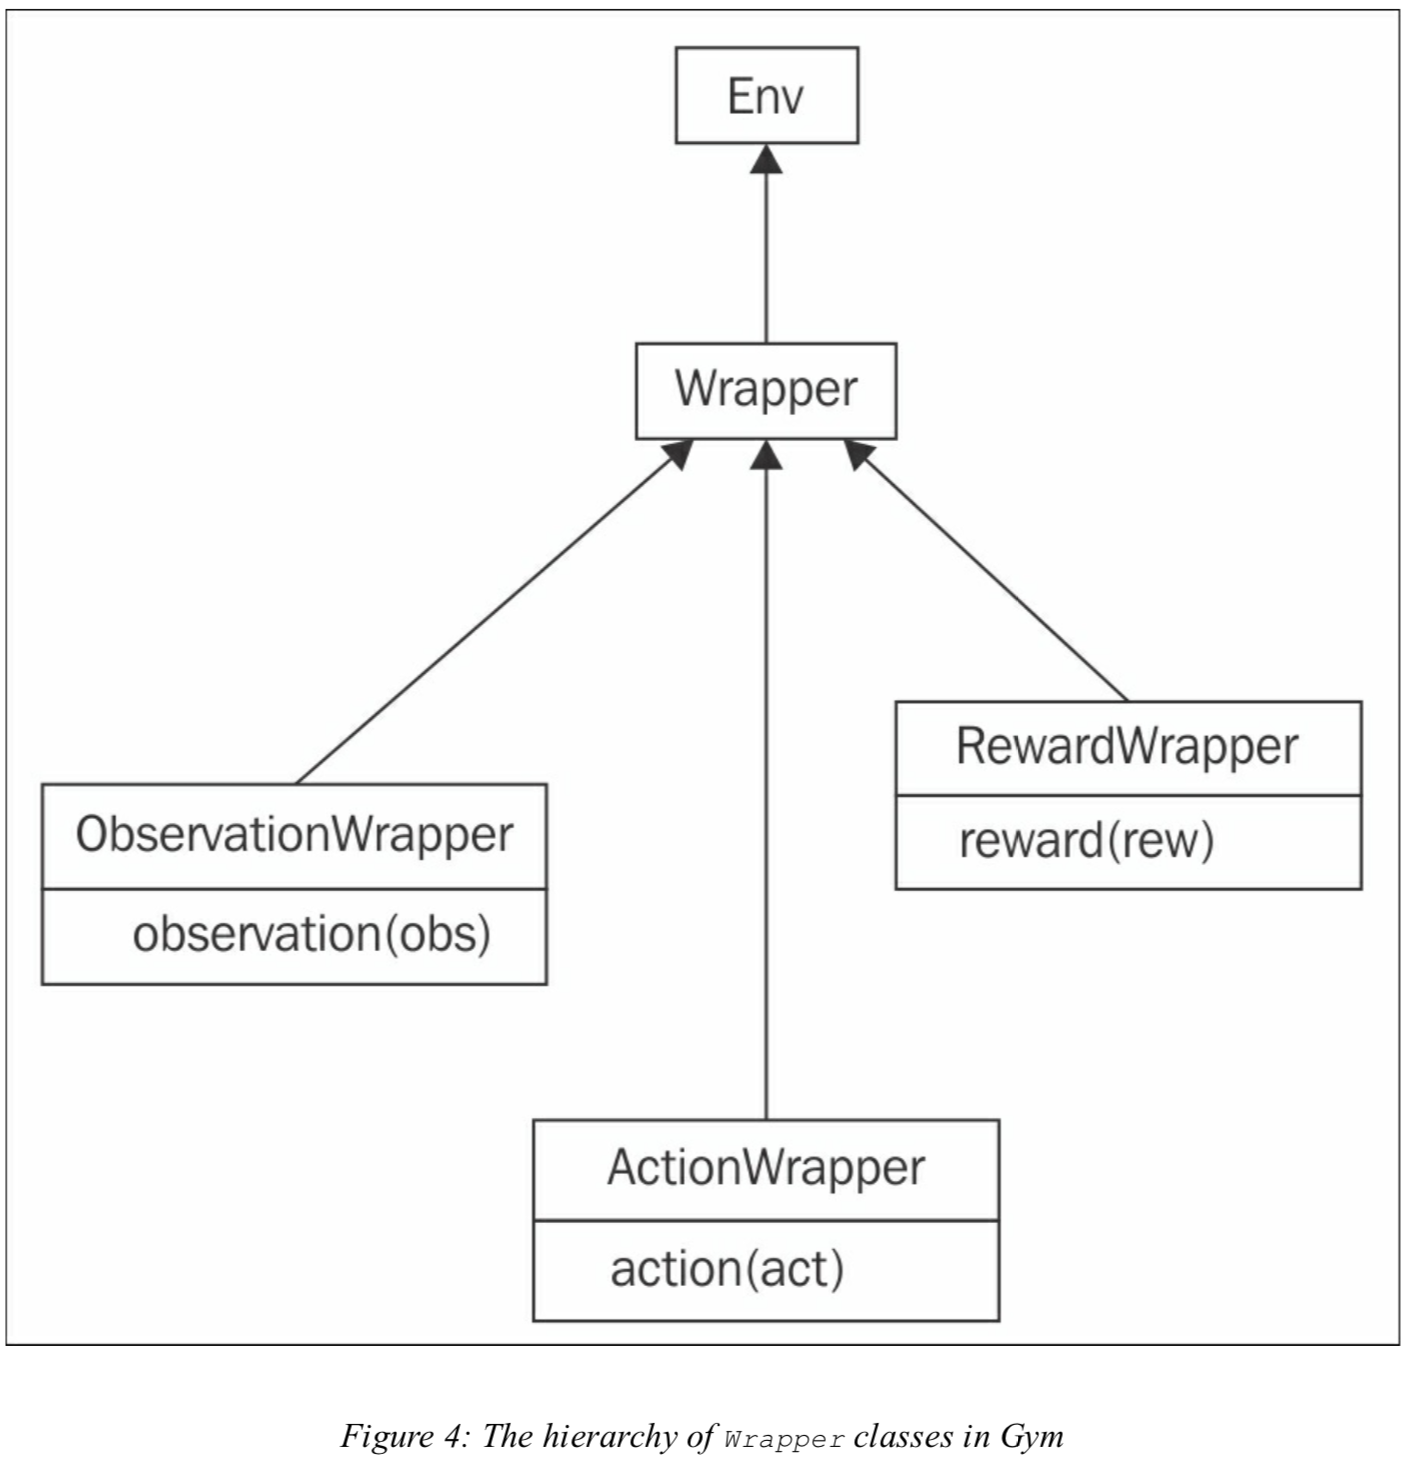 Env
Wrapper
RewardWrapper
reward(rew)
ObservationWrapper
observation(obs)
ActionWrapper
action(act)
Figure 4: The hierarchy of Wrapper classes in Gym